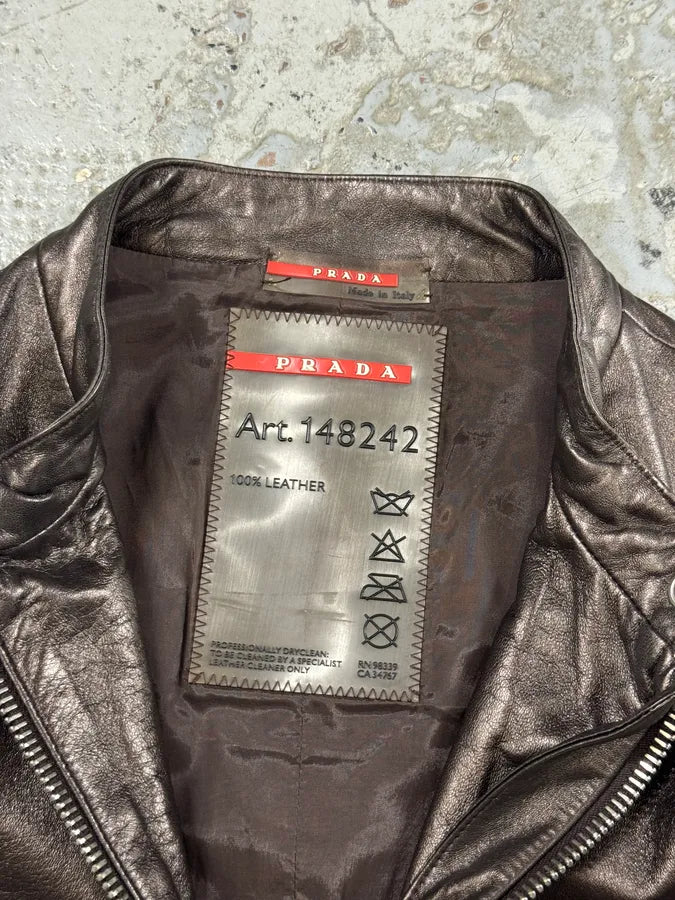 PRADA
Made in Italy
PRADA
Art. 148242
100% LEATHER
PROFESSIONALLY DRYCLEAN:
TO BE CLEANED BY A SPECIALIST
LEATHER CLEANER ONLY
RN 98339
CA 34767